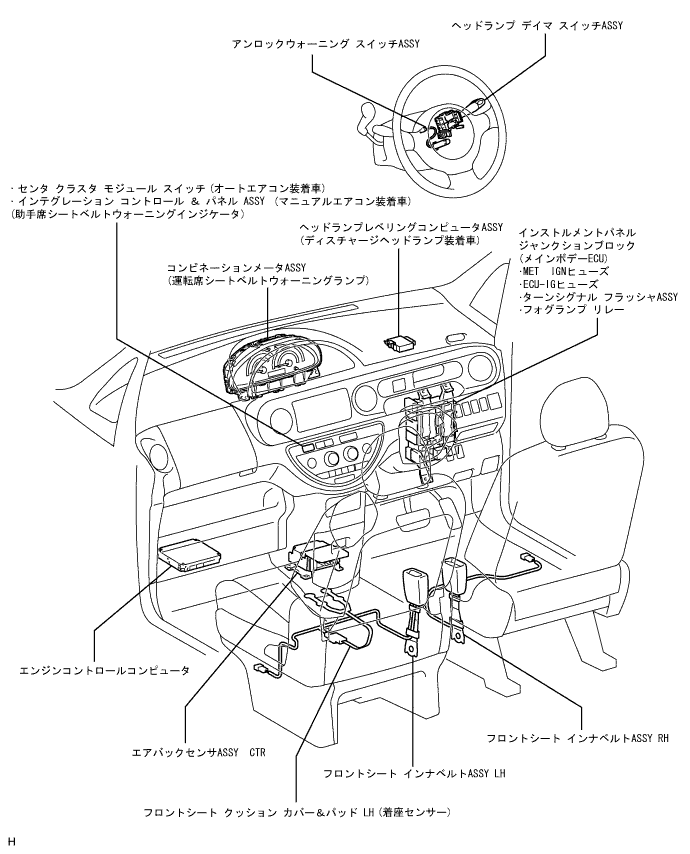 ヘッドランプ デイマ スイッチASSY
アンロックウォーニング スイッチASSY
・センタ クラスタ モジュール スイッチ(オートエアコン装着車)
・インテグレーション コントロール & パネル ASSY (マニュアルエアコン装着車)
(助手席シートベルトウォーニングインジケータ)
ヘッドランプレベリングコンピュータASSY
(ディスチャージヘッドランプ装着車)
インストルメントパネル
ジャンクションブロック
(メインボデーECU)
・MET IGNヒューズ
・ECU-IGヒューズ
・ターンシグナル フラッシャASSY
・フォグランプ リレー
コンビネーションメータASSY
(運転席シートベルトウォーニングランプ)
エンジンコントロールコンピュータ
エアバックセンサASSY CTR
フロントシート インナベルトASSY RH
フロントシート インナベルトASSY LH
フロントシート クッション カバー&パッド LH(着座センサー)
H